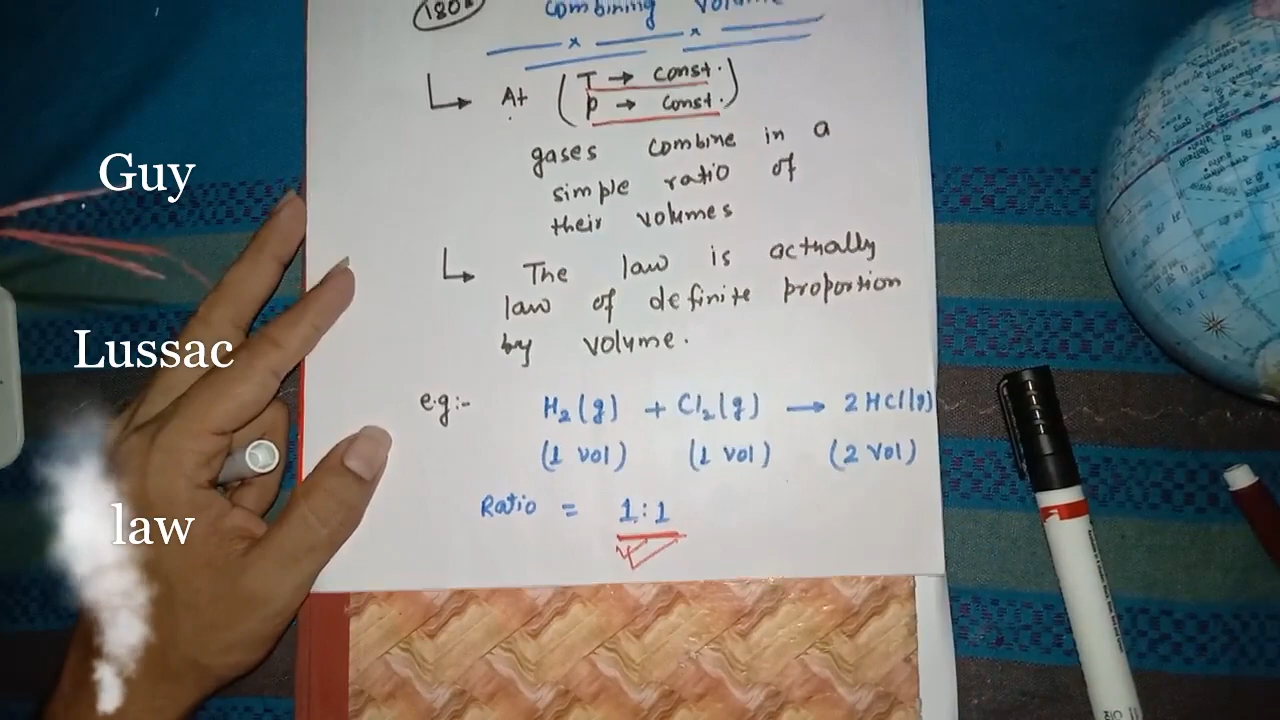 1808
combining volume
At (T → const.
P → const.)
gases combine in a
simple ratio of
their volumes
The law is actually
law of definite proportion
by volume.
e.g:-
H₂(g) + Cl₂(g) → 2HCl(g)
(1 vol) (1 vol) (2 vol)
Ratio = 1:1
Guy
Lussac
law